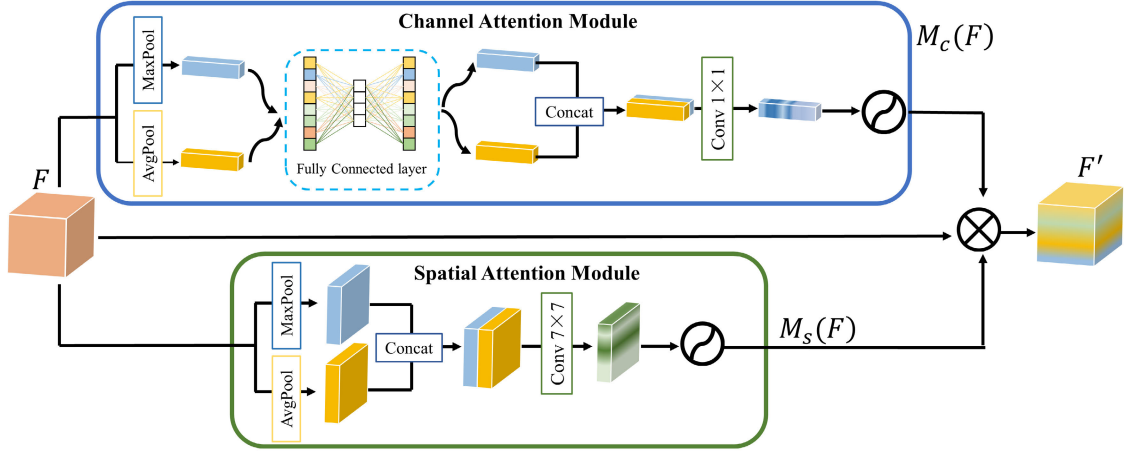 Channel Attention Module
M_c(F)
MaxPool
AvgPool
Fully Connected layer
Concat
Conv 1×1
F
F′
Spatial Attention Module
MaxPool
AvgPool
Concat
Conv 7×7
M_s(F)